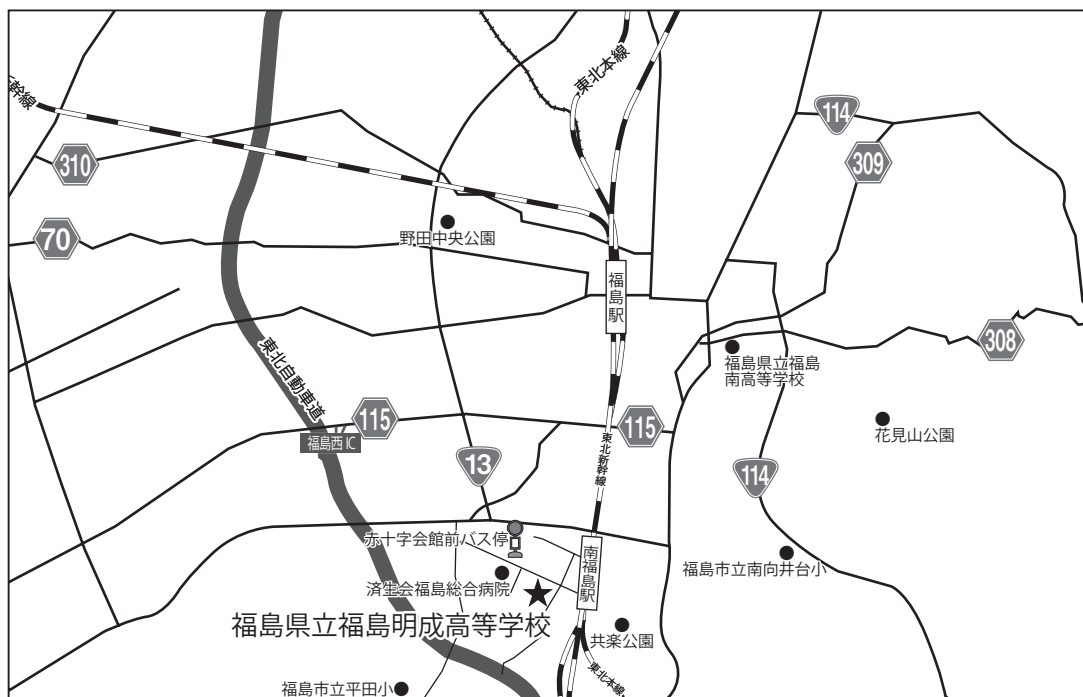 東北本線
幹線
114
310
309
70
野田中央公園
福島駅
308
東北自動車道
福島県立福島
南高等学校
115
115
福島西IC
花見山公園
東北新幹線
13
114
赤十字会館前バス停
南福島駅
福島市立南向井台小
済生会福島総合病院
福島県立福島明成高等学校
共楽公園
東北本線
福島市立平田小